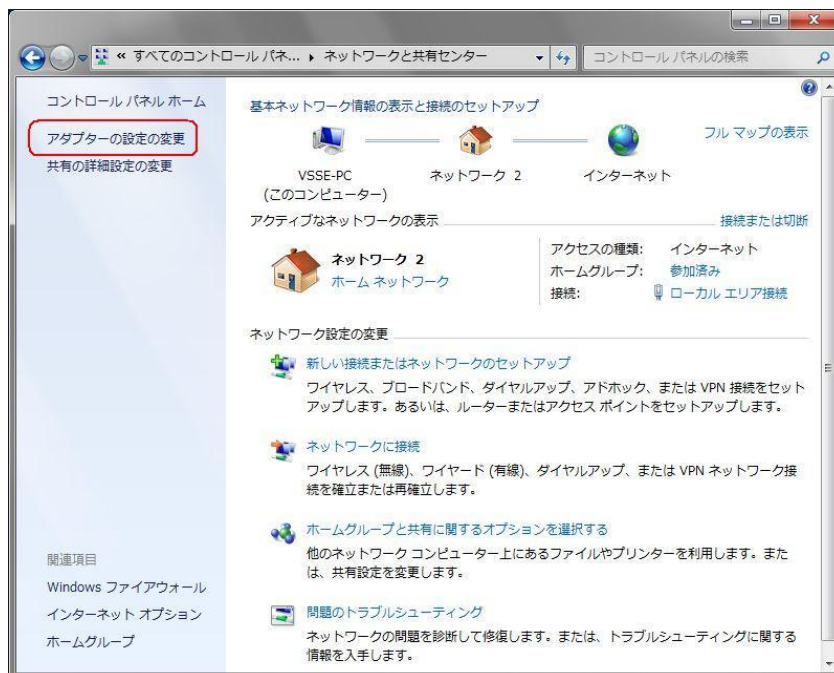 « すべてのコントロール パネ... ▸ ネットワークと共有センター
コントロール パネルの検索
コントロール パネル ホーム
アダプターの設定の変更
共有の詳細設定の変更
基本ネットワーク情報の表示と接続のセットアップ
フル マップの表示
VSSE-PC
(このコンピューター)
ネットワーク 2
インターネット
アクティブなネットワークの表示
接続または切断
ネットワーク 2
ホーム ネットワーク
アクセスの種類: インターネット
ホームグループ: 参加済み
接続: ローカル エリア接続
ネットワーク設定の変更
新しい接続またはネットワークのセットアップ
ワイヤレス、ブロードバンド、ダイヤルアップ、アドホック、または VPN 接続をセット
アップします。あるいは、ルーターまたはアクセス ポイントをセットアップします。
ネットワークに接続
ワイヤレス (無線)、ワイヤード (有線)、ダイヤルアップ、または VPN ネットワーク接
続を確立または再確立します。
ホームグループと共有に関するオプションを選択する
他のネットワーク コンピューター上にあるファイルやプリンターを利用します。また
は、共有設定を変更します。
問題のトラブルシューティング
ネットワークの問題を診断して修復します。または、トラブルシューティングに関する
情報を入手します。
関連項目
Windows ファイアウォール
インターネット オプション
ホームグループ